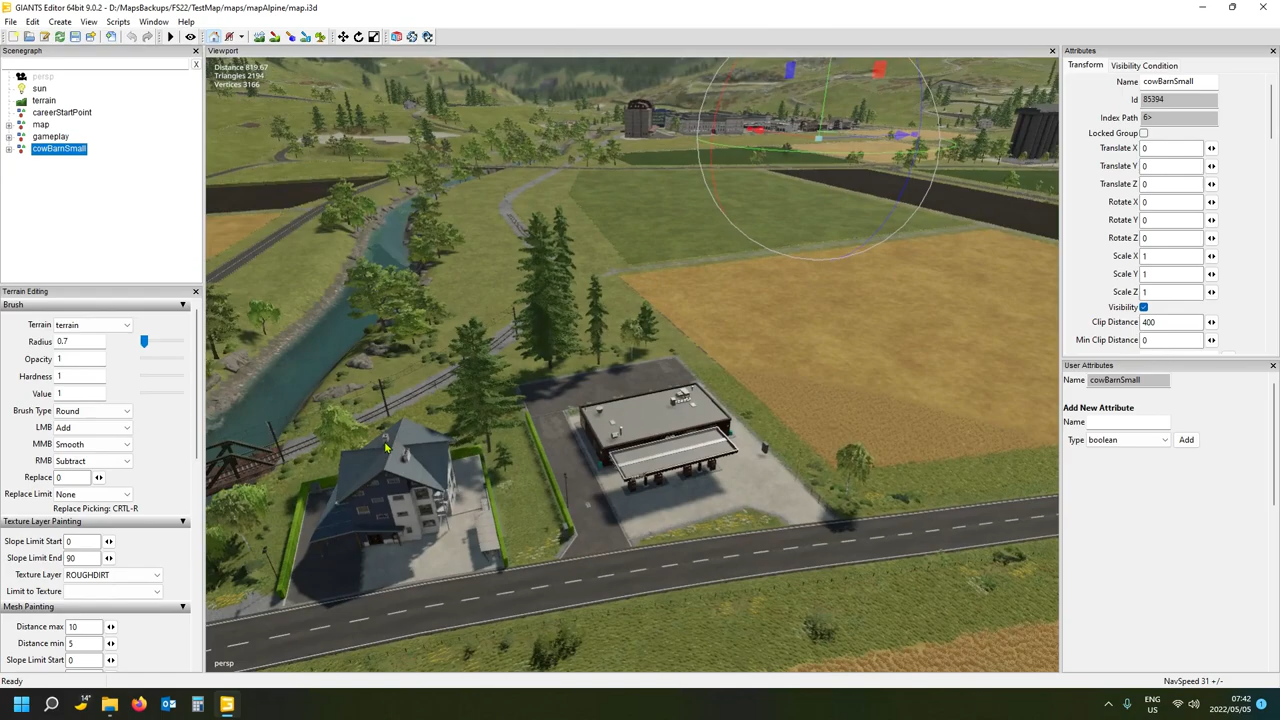 GIANTS Editor 64bit 9.0.2 - D:/MapsBackups/FS22/TestMap/maps/mapAlpine/map.i3d
File Edit Create View Scripts Window Help
Scenegraph
X
persp
sun
terrain
careerStartPoint
map
gameplay
cowBarnSmall
Terrain Editing
Brush
Terrain terrain
Radius 0.7
Opacity 1
Hardness 1
Value 1
Brush Type Round
LMB Add
MMB Smooth
RMB Subtract
Replace 0
Replace Limit None
Replace Picking: CRTL-R
Texture Layer Painting
Slope Limit Start 0
Slope Limit End 90
Texture Layer ROUGHDIRT
Limit to Texture
Mesh Painting
Distance max 10
Distance min 5
Slope Limit Start 0
Ready
Viewport
Distance 819.67
Triangles 2194
Vertices 3166
persp
Attributes
Transform Visibility Condition
Name cowBarnSmall
Id 85394
Index Path 6>
Locked Group
Translate X 0
Translate Y 0
Translate Z 0
Rotate X 0
Rotate Y 0
Rotate Z 0
Scale X 1
Scale Y 1
Scale Z 1
Visibility
Clip Distance 400
Min Clip Distance 0
User Attributes
Name cowBarnSmall
Add New Attribute
Name
Type boolean Add
NavSpeed 31 +/-
14°
ENG
US
07:42
2022/05/05